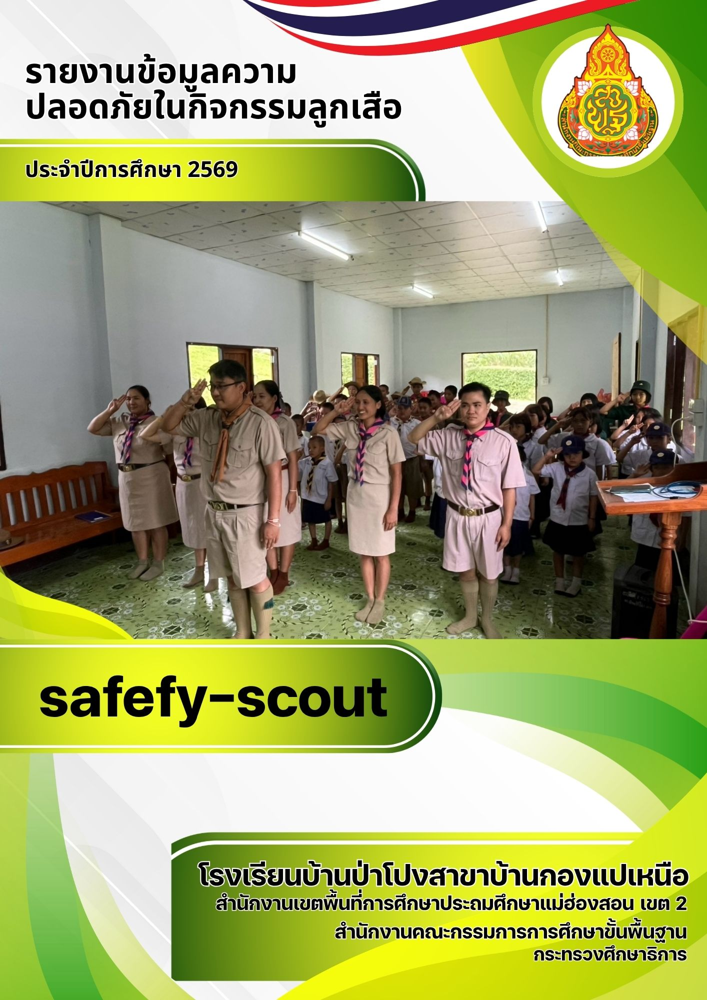 รายงานข้อมูลความ
ปลอดภัยในกิจกรรมลูกเสือ
ประจำปีการศึกษา 2569
safefy-scout
โรงเรียนบ้านป่าโปงสาขาบ้านกองแปเหนือ
สำนักงานเขตพื้นที่การศึกษาประถมศึกษาแม่ฮ่องสอน เขต 2
สำนักงานคณะกรรมการการศึกษาขั้นพื้นฐาน
กระทรวงศึกษาธิการ